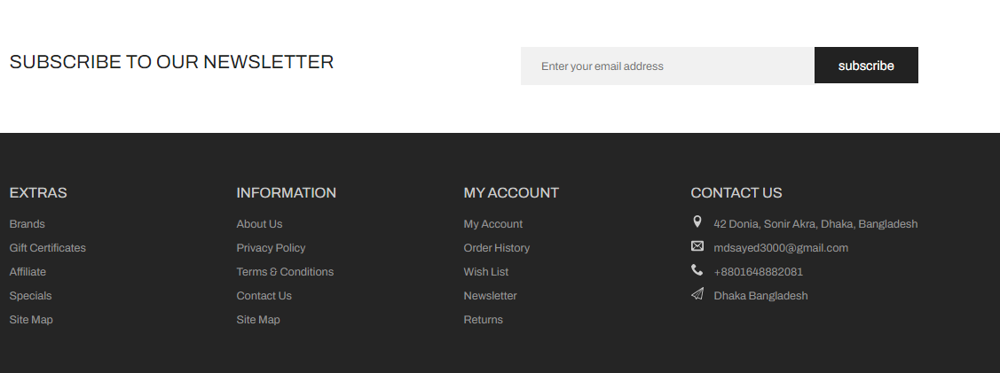 SUBSCRIBE TO OUR NEWSLETTER
Enter your email address
subscribe
EXTRAS
Brands
Gift Certificates
Affiliate
Specials
Site Map
INFORMATION
About Us
Privacy Policy
Terms & Conditions
Contact Us
Site Map
MY ACCOUNT
My Account
Order History
Wish List
Newsletter
Returns
CONTACT US
42 Donia, Sonir Akra, Dhaka, Bangladesh
mdsayed3000@gmail.com
+8801648882081
Dhaka Bangladesh